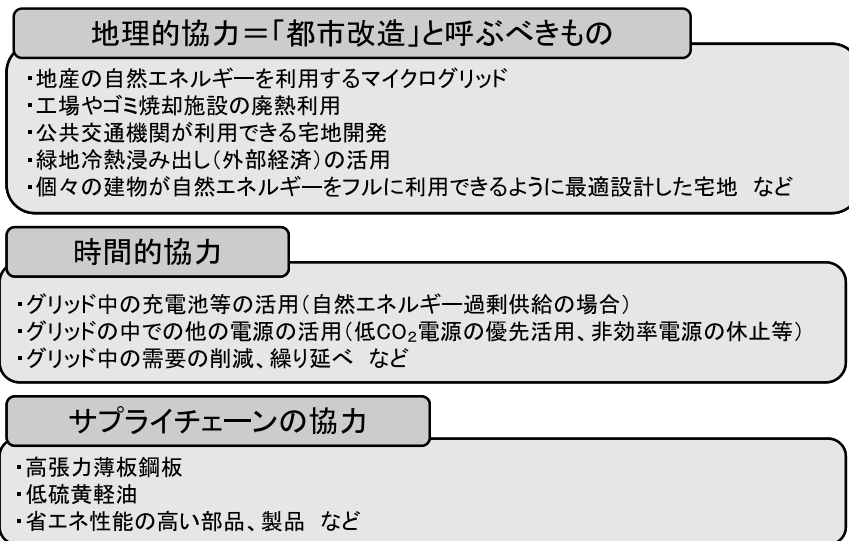 地理的協力＝「都市改造」と呼ぶべきもの
・地産の自然エネルギーを利用するマイクログリッド
・工場やゴミ焼却施設の廃熱利用
・公共交通機関が利用できる宅地開発
・緑地冷熱浸み出し（外部経済）の活用
・個々の建物が自然エネルギーをフルに利用できるように最適設計した宅地　など
時間的協力
・グリッド中の充電池等の活用（自然エネルギー過剰供給の場合）
・グリッドの中での他の電源の活用（低CO₂電源の優先活用、非効率電源の休止等）
・グリッド中の需要の削減、繰り延べ　など
サプライチェーンの協力
・高張力薄板鋼板
・低硫黄軽油
・省エネ性能の高い部品、製品　など